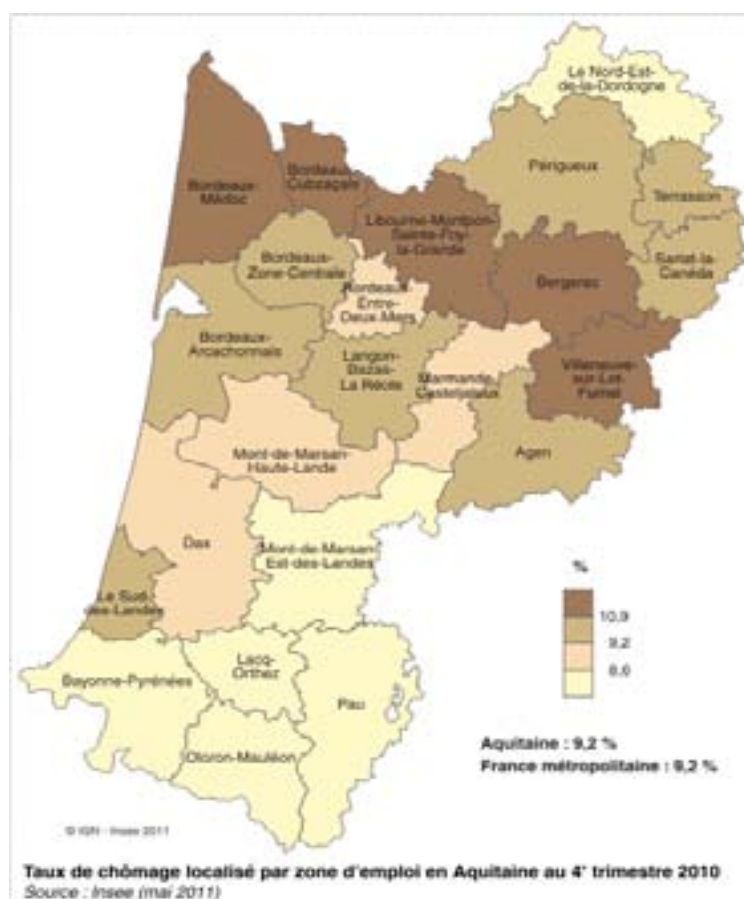 Le Nord-Est-
de-la-Dordogne
Périgueux
Terrasson
Sarlat-la-
Canéda
Bordeaux-
Médoc
Bordeaux-
Cubzaçais
Libourne-Montpon-
Sainte-Foy-
la-Grande
Bergerac
Bordeaux-
Zone-Centrale
Bordeaux-
Entre-
Deux-Mers
Bordeaux-
Arcachonnais
Langon-
Bazas-
La Réole
Marmande-
Casteljaloux
Villeneuve-
sur-Lot-
Fumel
Agen
Mont-de-Marsan-
Haute-Lande
Dax
Mont-de-Marsan-
Est-des-Landes
Le Sud-
des-Landes
Bayonne-Pyrénées
Lacq-
Orthez
Pau
Oloron-Mauléon
%
10,9
9,2
8,6
Aquitaine : 9,2 %
France métropolitaine : 9,2 %
© IGN - Insee 2011
Taux de chômage localisé par zone d'emploi en Aquitaine au 4e trimestre 2010
Source : Insee (mai 2011)